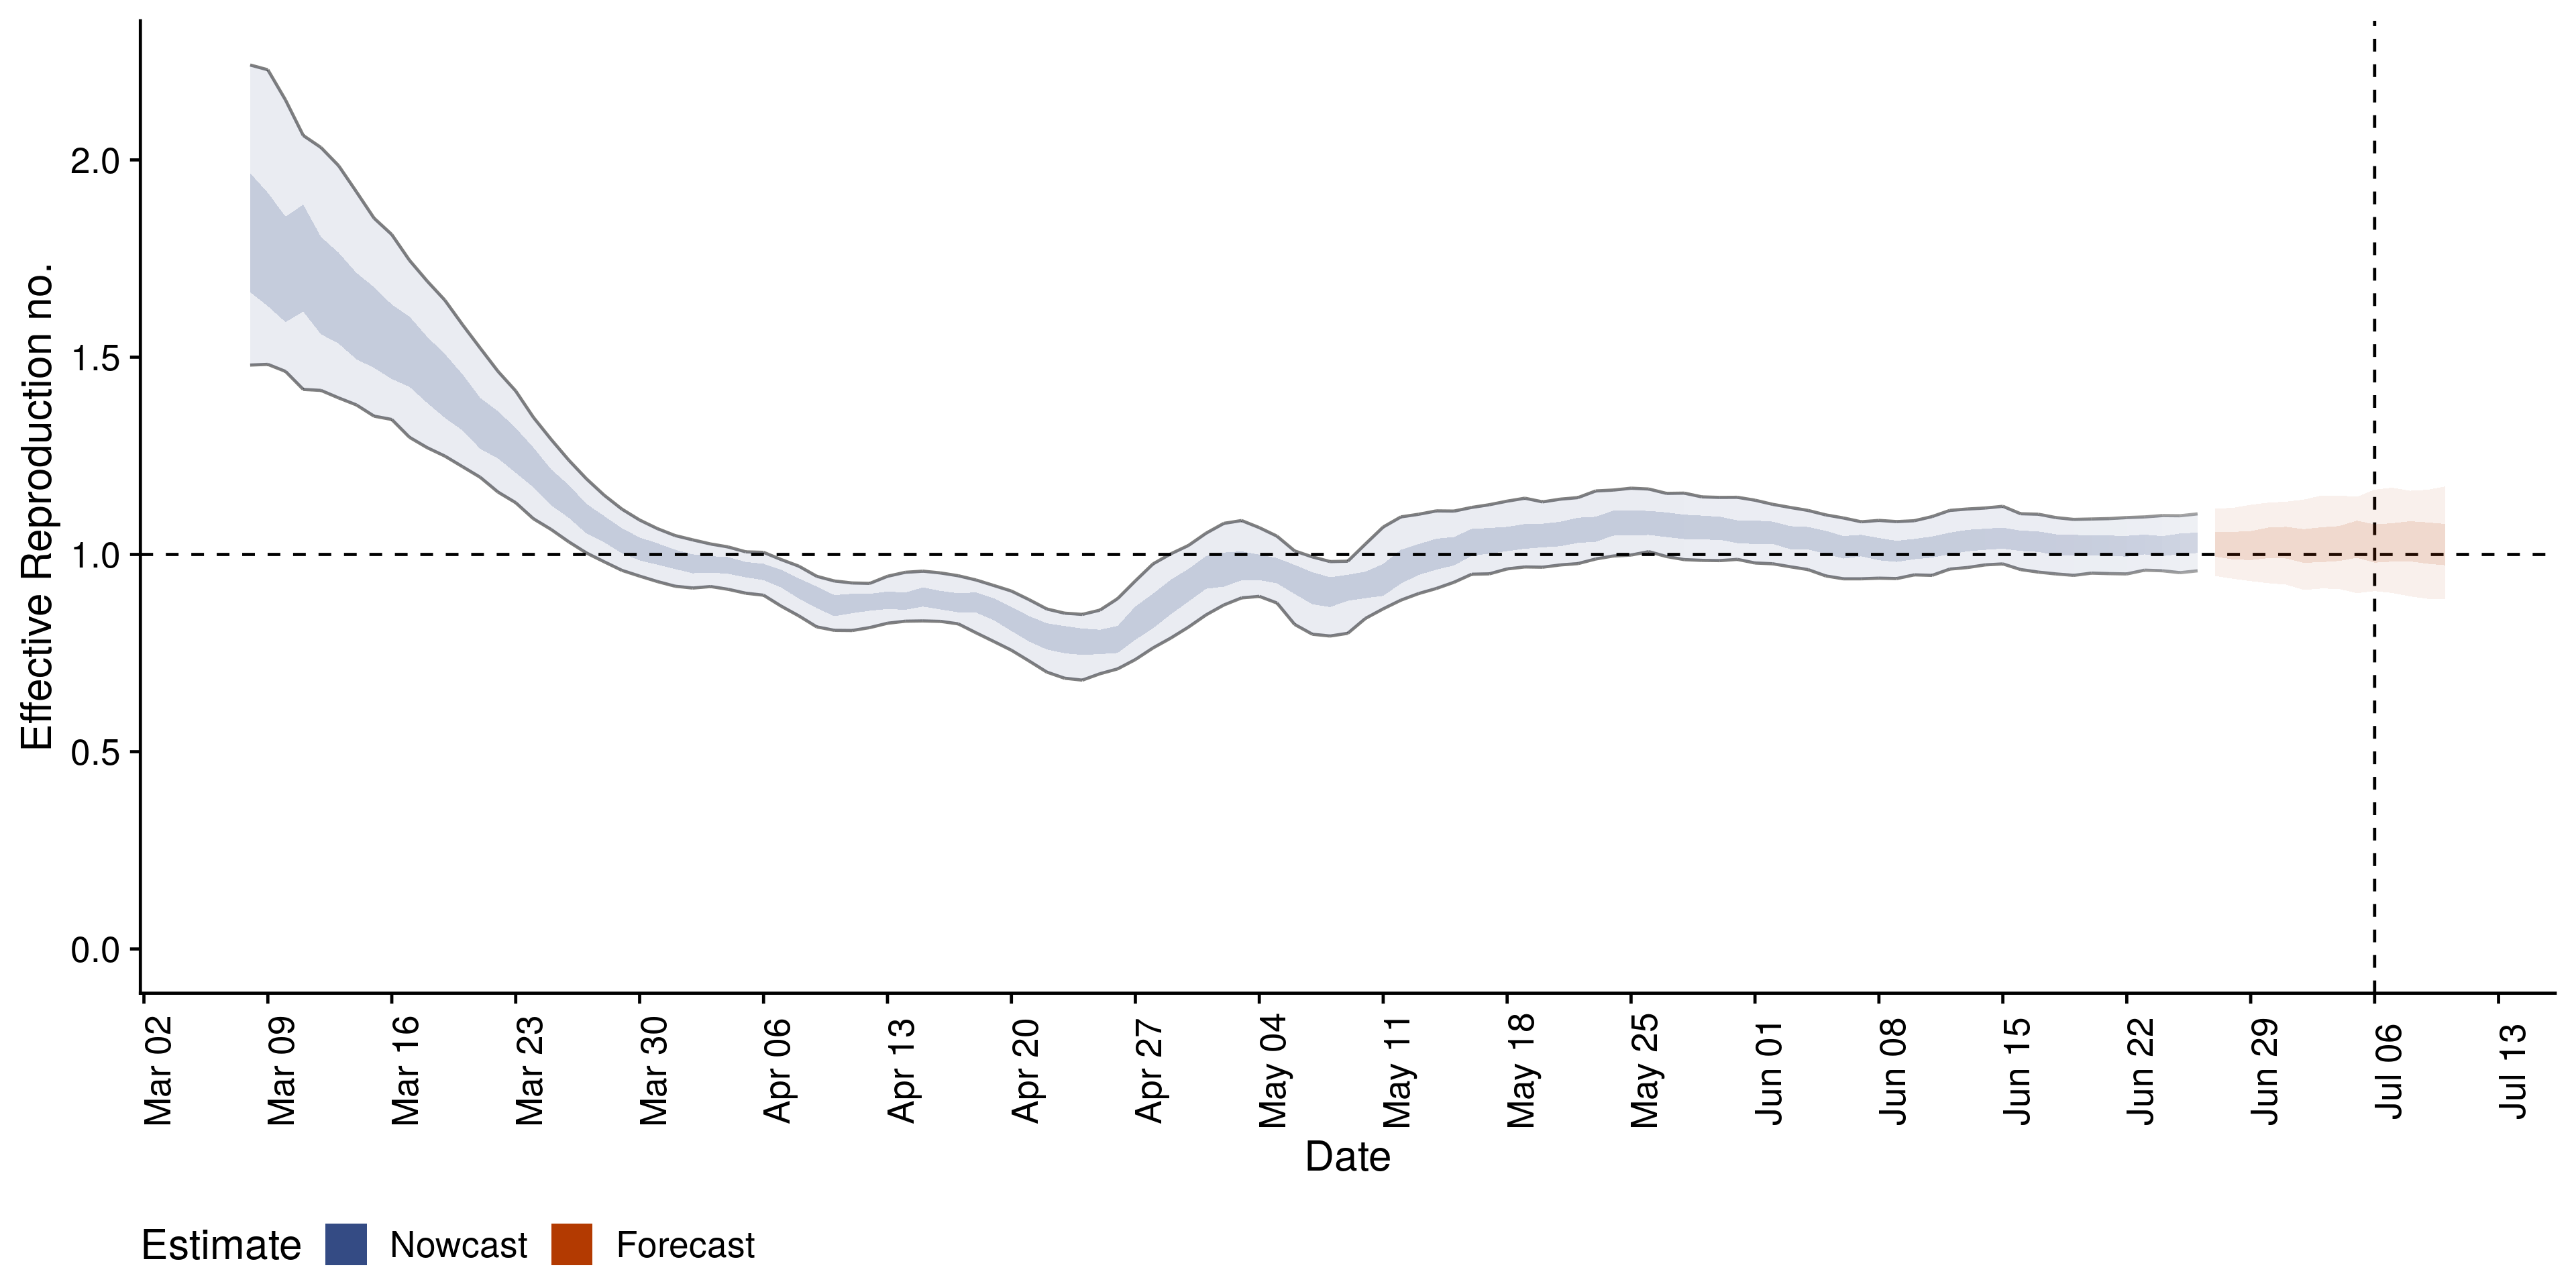 Effective Reproduction no.
2.0
1.5
1.0
0.5
0.0
Mar 02
Mar 09
Mar 16
Mar 23
Mar 30
Apr 06
Apr 13
Apr 20
Apr 27
May 04
May 11
May 18
May 25
Jun 01
Jun 08
Jun 15
Jun 22
Jun 29
Jul 06
Jul 13
Date
Estimate Nowcast Forecast